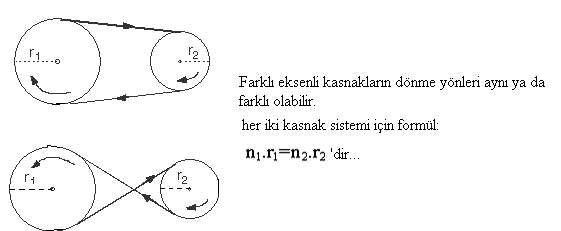 r₁
r₂
Farklı eksenli kasnakların dönme yönleri aynı ya da
farklı olabilir.
her iki kasnak sistemi için formül:
n₁.r₁=n₂.r₂ 'dir...
r₁
r₂